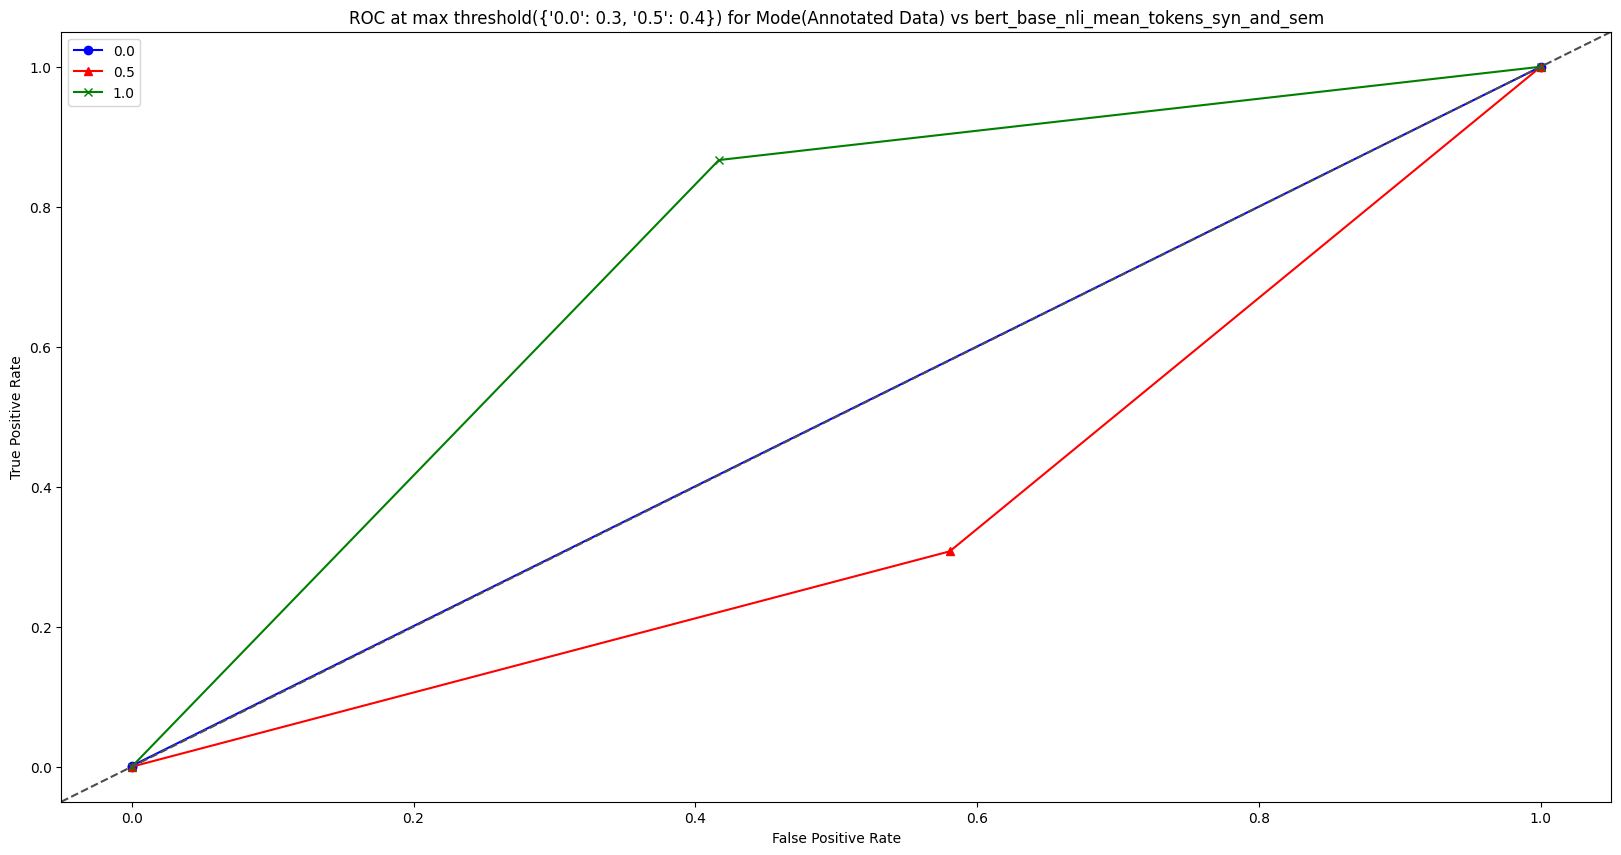 ROC at max threshold({'0.0': 0.3, '0.5': 0.4}) for Mode(Annotated Data) vs bert_base_nli_mean_tokens_syn_and_sem
0.0
0.5
1.0
1.0
0.8
0.6
0.4
0.2
0.0
True Positive Rate
0.0 0.2 0.4 0.6 0.8 1.0
False Positive Rate